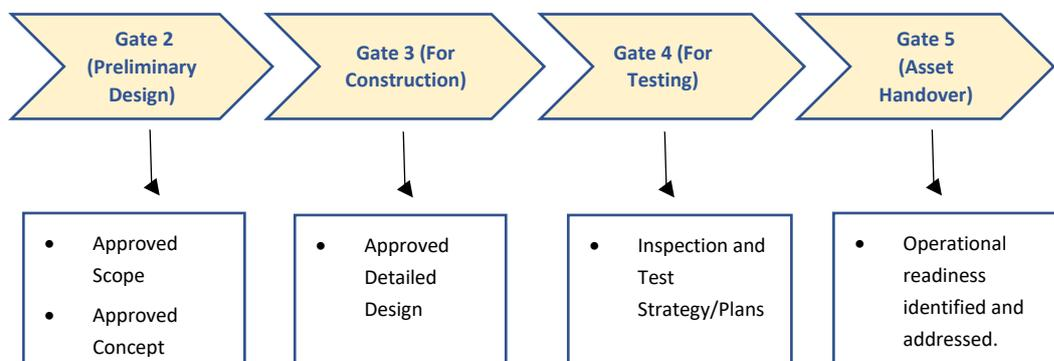 Gate 2
(Preliminary
Design)
Gate 3 (For
Construction)
Gate 4 (For
Testing)
Gate 5
(Asset
Handover)
• Approved
Scope
• Approved
Concept
• Approved
Detailed
Design
• Inspection and
Test
Strategy/Plans
• Operational
readiness
identified and
addressed.